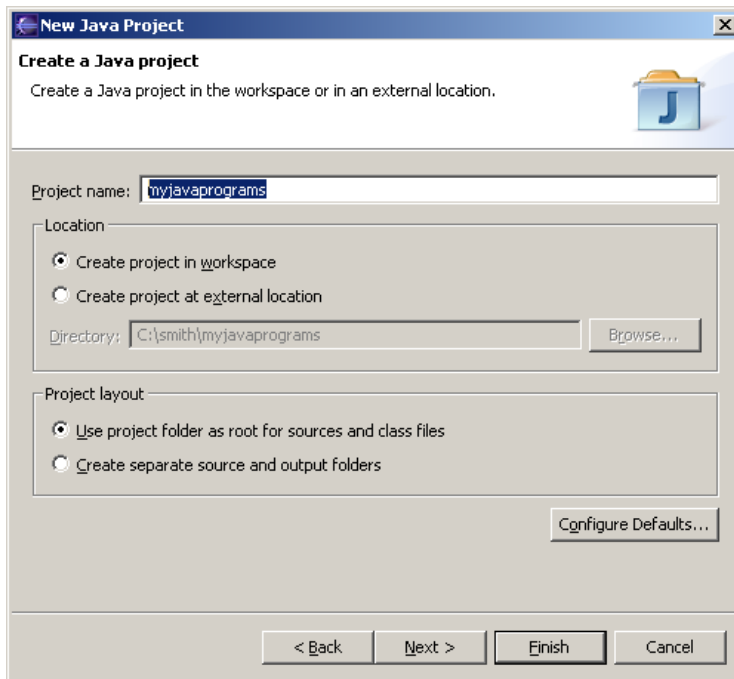 New Java Project
Create a Java project
Create a Java project in the workspace or in an external location.
J
Project name: myjavaprograms
Location
Create project in workspace
Create project at external location
Directory: C:\smith\myjavaprograms Browse...
Project layout
Use project folder as root for sources and class files
Create separate source and output folders
Configure Defaults...
< Back Next > Finish Cancel